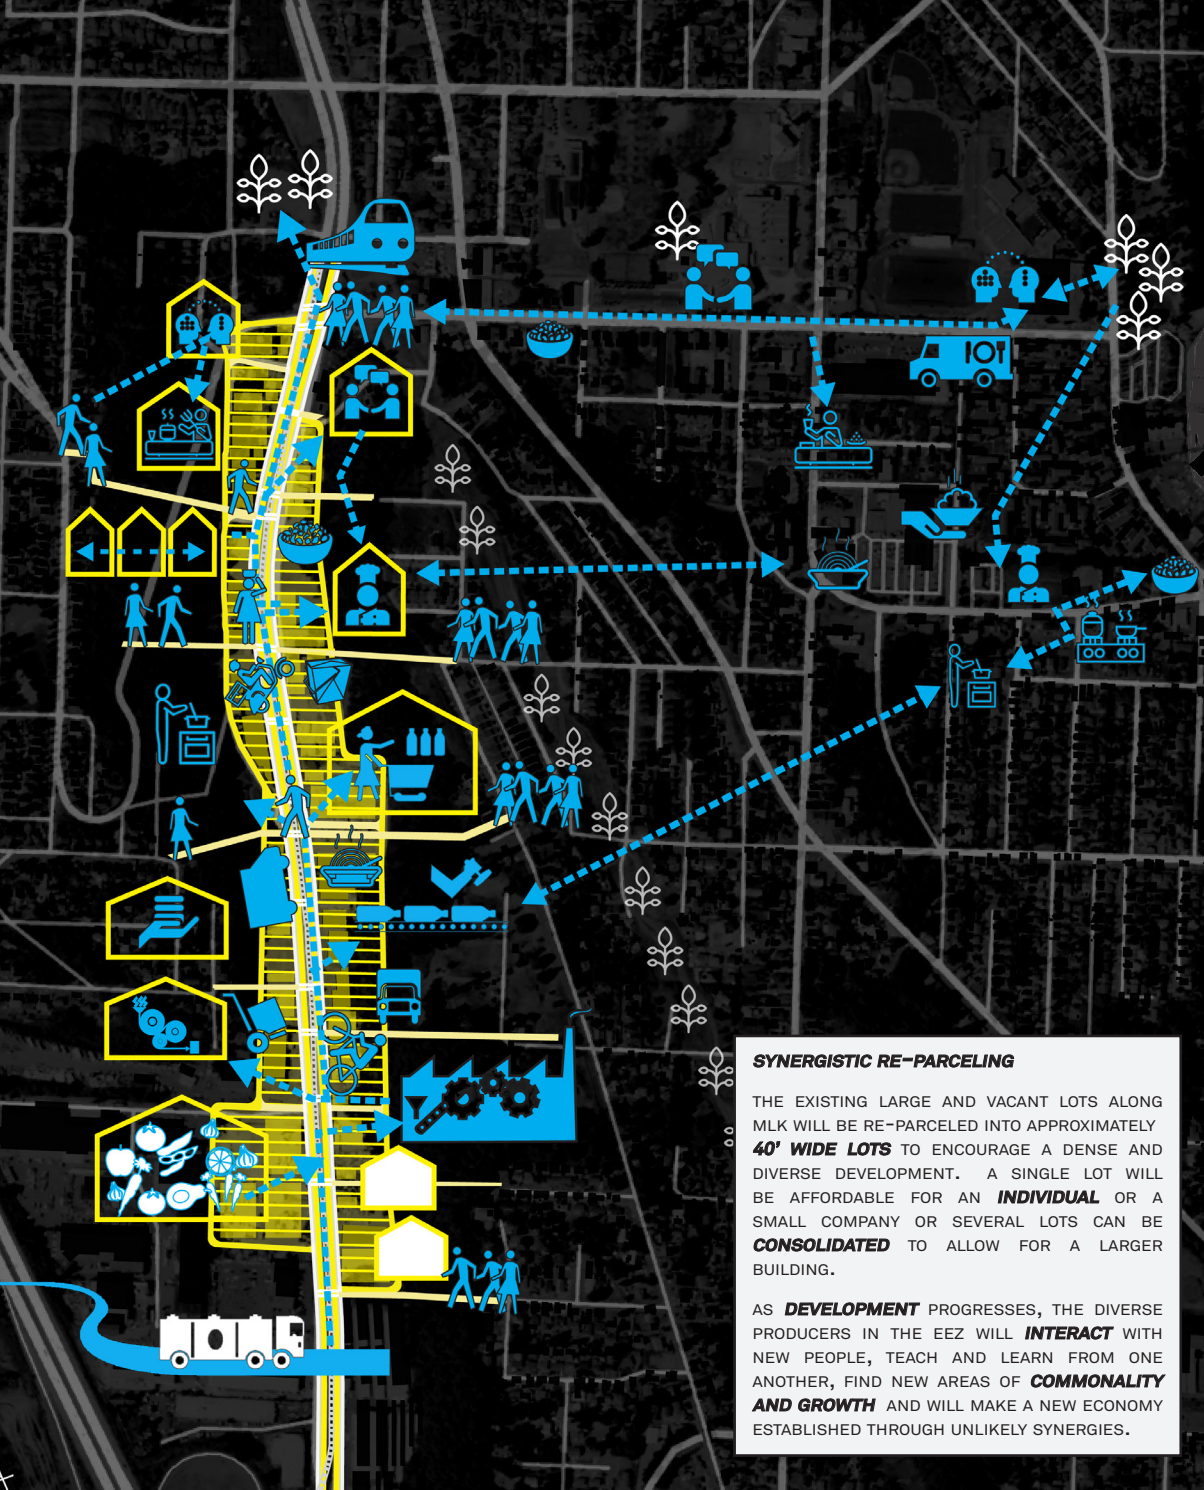 SYNERGISTIC RE-PARCELING
THE EXISTING LARGE AND VACANT LOTS ALONG
MLK WILL BE RE-PARCELED INTO APPROXIMATELY
40' WIDE LOTS TO ENCOURAGE A DENSE AND
DIVERSE DEVELOPMENT. A SINGLE LOT WILL
BE AFFORDABLE FOR AN INDIVIDUAL OR A
SMALL COMPANY OR SEVERAL LOTS CAN BE
CONSOLIDATED TO ALLOW FOR A LARGER
BUILDING.
AS DEVELOPMENT PROGRESSES, THE DIVERSE
PRODUCERS IN THE EEZ WILL INTERACT WITH
NEW PEOPLE, TEACH AND LEARN FROM ONE
ANOTHER, FIND NEW AREAS OF COMMONALITY
AND GROWTH AND WILL MAKE A NEW ECONOMY
ESTABLISHED THROUGH UNLIKELY SYNERGIES.